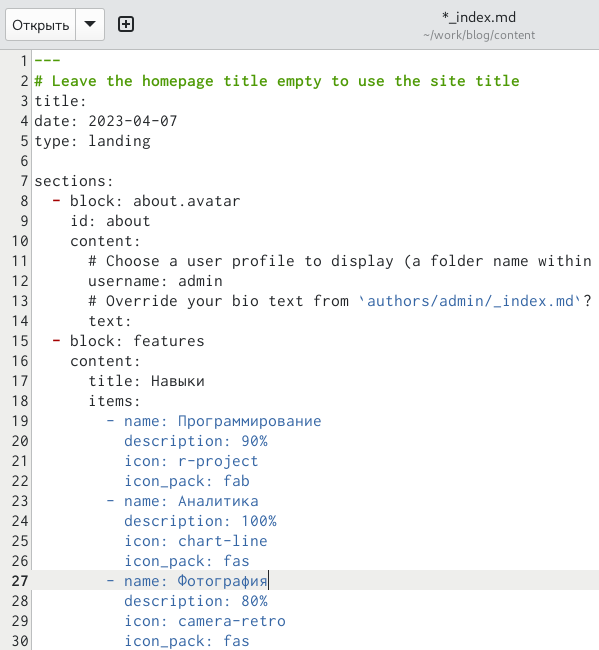 Открыть
*_index.md
~/work/blog/content
1 ---
2 # Leave the homepage title empty to use the site title
3 title:
4 date: 2023-04-07
5 type: landing
6
7 sections:
8   - block: about.avatar
9     id: about
10     content:
11       # Choose a user profile to display (a folder name within
12       username: admin
13       # Override your bio text from `authors/admin/_index.md`?
14       text:
15   - block: features
16     content:
17       title: Навыки
18       items:
19         - name: Программирование
20           description: 90%
21           icon: r-project
22           icon_pack: fab
23         - name: Аналитика
24           description: 100%
25           icon: chart-line
26           icon_pack: fas
27         - name: Фотография
28           description: 80%
29           icon: camera-retro
30           icon_pack: fas